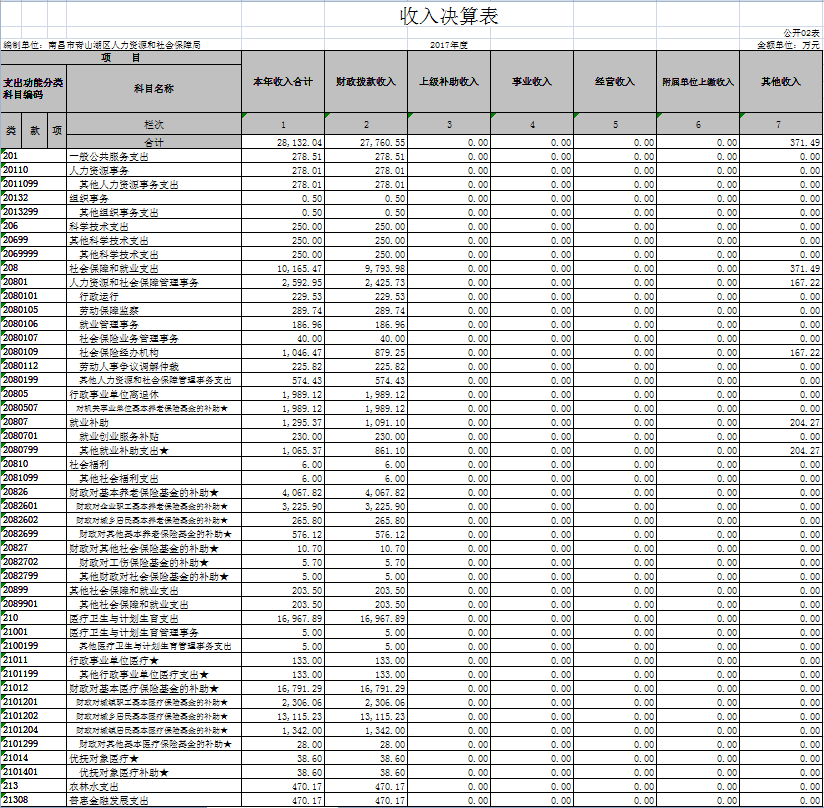 收入决算表
公开02表
编制单位：南昌市青山湖区人力资源和社会保障局 2017年度 金额单位：万元
项 目 本年收入合计 财政拨款收入 上级补助收入 事业收入 经营收入 附属单位上缴收入 其他收入
支出功能分类科目编码 科目名称
类 款 项 栏次 1 2 3 4 5 6 7
合计 28,132.04 27,760.55 0.00 0.00 0.00 0.00 371.49
201 一般公共服务支出 278.51 278.51 0.00 0.00 0.00 0.00 0.00
20110 人力资源事务 278.01 278.01 0.00 0.00 0.00 0.00 0.00
2011099 其他人力资源事务支出 278.01 278.01 0.00 0.00 0.00 0.00 0.00
20132 组织事务 0.50 0.50 0.00 0.00 0.00 0.00 0.00
2013299 其他组织事务支出 0.50 0.50 0.00 0.00 0.00 0.00 0.00
206 科学技术支出 250.00 250.00 0.00 0.00 0.00 0.00 0.00
20699 其他科学技术支出 250.00 250.00 0.00 0.00 0.00 0.00 0.00
2069999 其他科学技术支出 250.00 250.00 0.00 0.00 0.00 0.00 0.00
208 社会保障和就业支出 10,165.47 9,793.98 0.00 0.00 0.00 0.00 371.49
20801 人力资源和社会保障管理事务 2,592.95 2,425.73 0.00 0.00 0.00 0.00 167.22
2080101 行政运行 229.53 229.53 0.00 0.00 0.00 0.00 0.00
2080105 劳动保障监察 289.74 289.74 0.00 0.00 0.00 0.00 0.00
2080106 就业管理事务 186.96 186.96 0.00 0.00 0.00 0.00 0.00
2080107 社会保险业务管理事务 40.00 40.00 0.00 0.00 0.00 0.00 0.00
2080109 社会保险经办机构 1,046.47 879.25 0.00 0.00 0.00 0.00 167.22
2080112 劳动人事争议调解仲裁 225.82 225.82 0.00 0.00 0.00 0.00 0.00
2080199 其他人力资源和社会保障管理事务支出 574.43 574.43 0.00 0.00 0.00 0.00 0.00
20805 行政事业单位离退休 1,989.12 1,989.12 0.00 0.00 0.00 0.00 0.00
2080507 对机关事业单位基本养老保险基金的补助★ 1,989.12 1,989.12 0.00 0.00 0.00 0.00 0.00
20807 就业补助 1,295.37 1,091.10 0.00 0.00 0.00 0.00 204.27
2080701 就业创业服务补贴 230.00 230.00 0.00 0.00 0.00 0.00 0.00
2080799 其他就业补助支出★ 1,065.37 861.10 0.00 0.00 0.00 0.00 204.27
20810 社会福利 6.00 6.00 0.00 0.00 0.00 0.00 0.00
2081099 其他社会福利支出 6.00 6.00 0.00 0.00 0.00 0.00 0.00
20826 财政对基本养老保险基金的补助★ 4,067.82 4,067.82 0.00 0.00 0.00 0.00 0.00
2082601 财政对企业职工基本养老保险基金的补助★ 3,225.90 3,225.90 0.00 0.00 0.00 0.00 0.00
2082602 财政对城乡居民基本养老保险基金的补助★ 265.80 265.80 0.00 0.00 0.00 0.00 0.00
2082699 财政对其他基本养老保险基金的补助★ 576.12 576.12 0.00 0.00 0.00 0.00 0.00
20827 财政对其他社会保险基金的补助★ 10.70 10.70 0.00 0.00 0.00 0.00 0.00
2082702 财政对工伤保险基金的补助★ 5.70 5.70 0.00 0.00 0.00 0.00 0.00
2082799 其他财政对社会保险基金的补助★ 5.00 5.00 0.00 0.00 0.00 0.00 0.00
20899 其他社会保障和就业支出 203.50 203.50 0.00 0.00 0.00 0.00 0.00
2089901 其他社会保障和就业支出 203.50 203.50 0.00 0.00 0.00 0.00 0.00
210 医疗卫生与计划生育支出 16,967.89 16,967.89 0.00 0.00 0.00 0.00 0.00
21001 医疗卫生与计划生育管理事务 5.00 5.00 0.00 0.00 0.00 0.00 0.00
2100199 其他医疗卫生与计划生育管理事务支出 5.00 5.00 0.00 0.00 0.00 0.00 0.00
21011 行政事业单位医疗★ 133.00 133.00 0.00 0.00 0.00 0.00 0.00
2101199 其他行政事业单位医疗支出★ 133.00 133.00 0.00 0.00 0.00 0.00 0.00
21012 财政对基本医疗保险基金的补助★ 16,791.29 16,791.29 0.00 0.00 0.00 0.00 0.00
2101201 财政对城镇职工基本医疗保险基金的补助★ 2,306.06 2,306.06 0.00 0.00 0.00 0.00 0.00
2101202 财政对城乡居民基本医疗保险基金的补助★ 13,115.23 13,115.23 0.00 0.00 0.00 0.00 0.00
2101204 财政对城镇居民基本医疗保险基金的补助★ 1,342.00 1,342.00 0.00 0.00 0.00 0.00 0.00
2101299 财政对其他基本医疗保险基金的补助★ 28.00 28.00 0.00 0.00 0.00 0.00 0.00
21014 优抚对象医疗★ 38.60 38.60 0.00 0.00 0.00 0.00 0.00
2101401 优抚对象医疗补助★ 38.60 38.60 0.00 0.00 0.00 0.00 0.00
213 农林水支出 470.17 470.17 0.00 0.00 0.00 0.00 0.00
21308 普惠金融发展支出 470.17 470.17 0.00 0.00 0.00 0.00 0.00